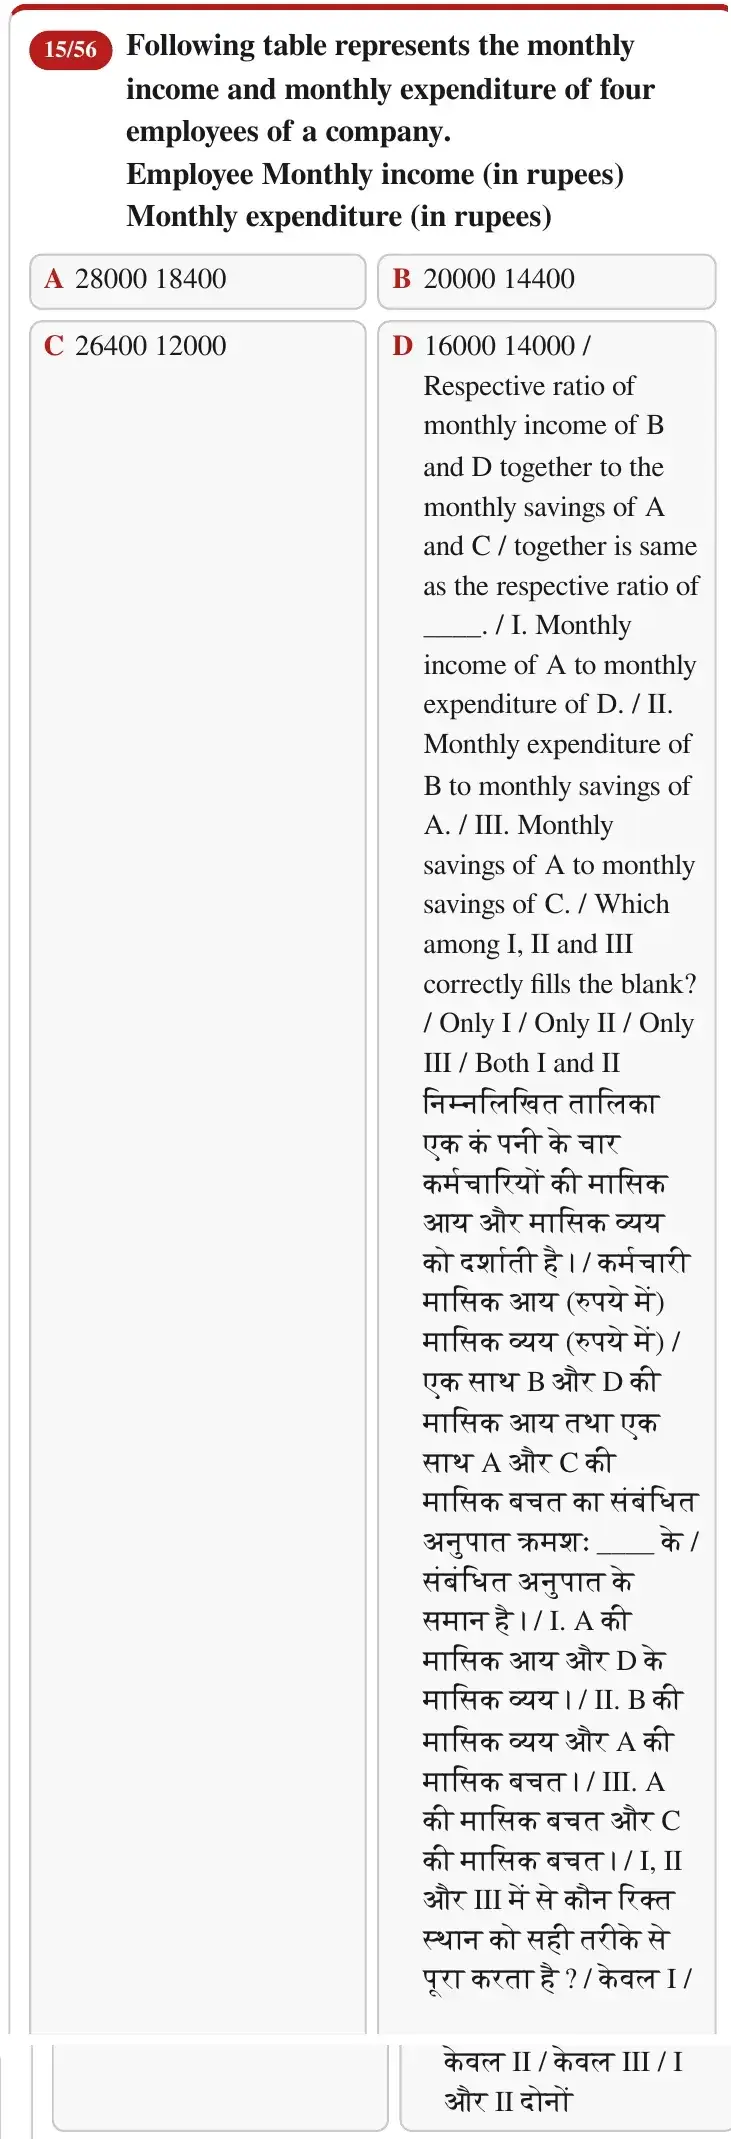 15/56 Following table represents the monthly
income and monthly expenditure of four
employees of a company.
Employee Monthly income (in rupees)
Monthly expenditure (in rupees)
A 28000 18400
B 20000 14400
C 26400 12000
D 16000 14000 /
Respective ratio of
monthly income of B
and D together to the
monthly savings of A
and C / together is same
as the respective ratio of
____. / I. Monthly
income of A to monthly
expenditure of D. / II.
Monthly expenditure of
B to monthly savings of
A. / III. Monthly
savings of A to monthly
savings of C. / Which
among I, II and III
correctly fills the blank?
/ Only I / Only II / Only
III / Both I and II
निम्नलिखित तालिका
एक कं पनी के चार
कर्मचारियों की मासिक
आय और मासिक व्यय
को दर्शाती है। / कर्मचारी
मासिक आय (रुपये में)
मासिक व्यय (रुपये में) /
एक साथ B और D की
मासिक आय तथा एक
साथ A और C की
मासिक बचत का संबंधित
अनुपात क्रमशः ____ के /
संबंधित अनुपात के
समान है। / I. A की
मासिक आय और D के
मासिक व्यय। / II. B की
मासिक व्यय और A की
मासिक बचत। / III. A
की मासिक बचत और C
की मासिक बचत। / I, II
और III में से कौन रिक्त
स्थान को सही तरीके से
पूरा करता है ? / केवल I /
केवल II / केवल III / I
और II दोनों